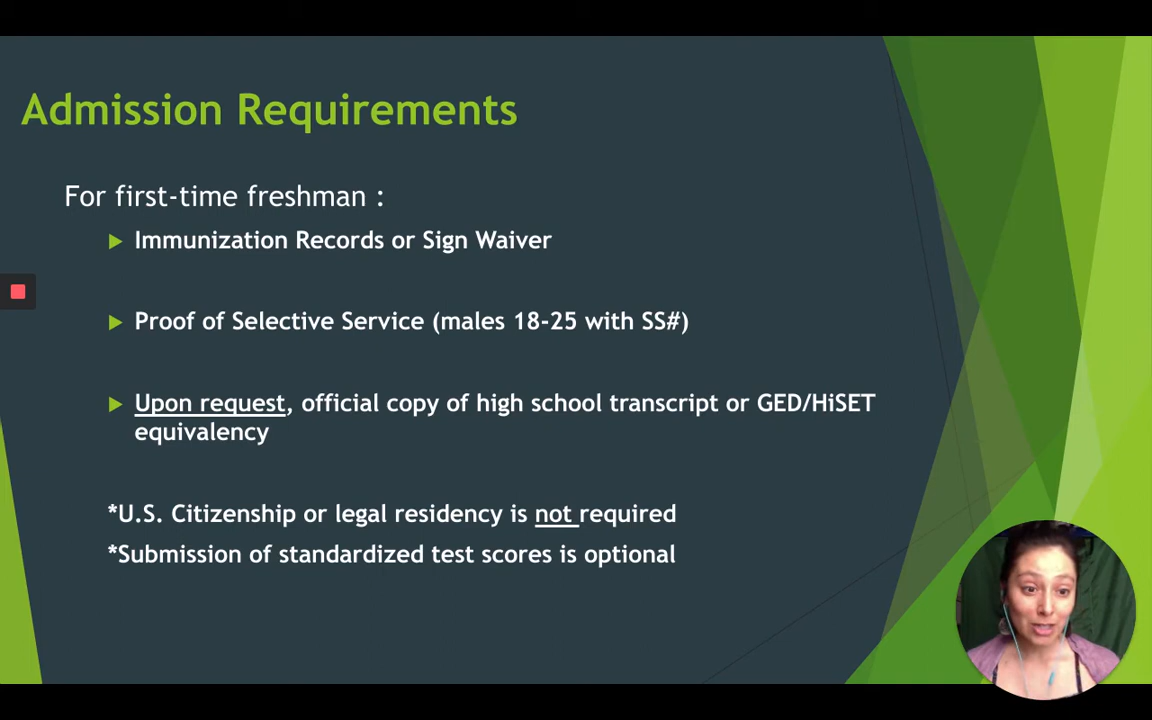 Admission Requirements
For first-time freshman :
Immunization Records or Sign Waiver
Proof of Selective Service (males 18-25 with SS#)
Upon request, official copy of high school transcript or GED/HiSET
equivalency
*U.S. Citizenship or legal residency is not required
*Submission of standardized test scores is optional